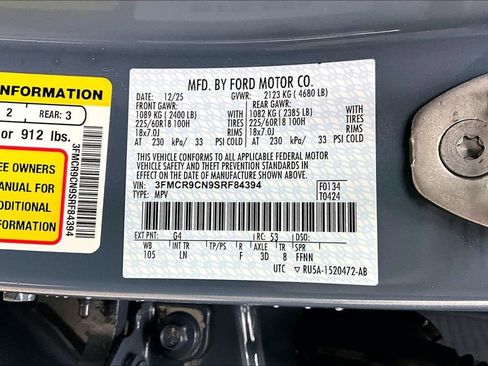 INFORMATION
2 REAR: 3
or 912 lbs.
EE OWNERS
ANUAL FOR
ADDITIONAL
FORMATION
3FMCR9CN9SRF84394
MFD. BY FORD MOTOR CO.
DATE: 12/25 GVWR: 2123 KG ( 4680 LB)
FRONT GAWR: REAR GAWR:
1089 KG ( 2400 LB) WITH 1082 KG ( 2385 LB) WITH
225/60R18 100H TIRES 225/60R18 100H TIRES
18x7.0J RIMS 18x7.0J RIMS
AT 230 kPa/ 33 PSI COLD AT 230 kPa/ 33 PSI COLD
THIS VEHICLE CONFORMS TO ALL APPLICABLE FEDERAL MOTOR
VEHICLE SAFETY AND THEFT PREVENTION STANDARDS IN
EFFECT ON THE DATE OF MANUFACTURE SHOWN ABOVE.
VIN: 3FMCR9CN9SRF84394 F0134
TYPE: MPV T0424
EXT PNT: G4 RC: 53 DSO:
WB INT TR TP/PS R AXLE TR SPR
105 LN F 3D 8 FFNN
UTC ▽ RU5A-1520472-AB